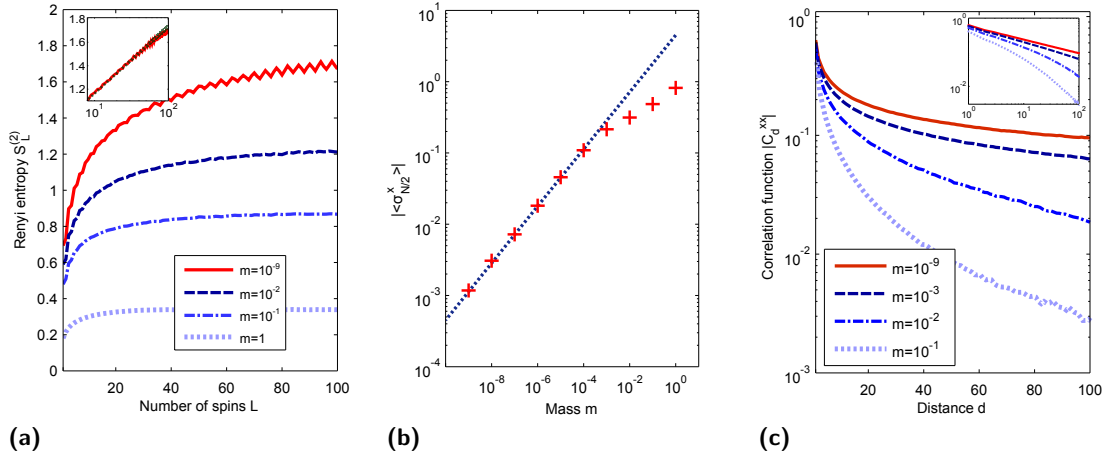 2
1.8
1.6
1.4
1.2
1
0.8
0.6
0.4
0.2
0
Renyi entropy S_L^(2)
1.8
1.6
1.4
1.2
10^1
10^2
m=10^-9
m=10^-2
m=10^-1
m=1
20
40
60
80
100
Number of spins L
(a)
10^1
10^0
10^-1
10^-2
10^-3
10^-4
|<σ^x_N/2>|
10^-8
10^-6
10^-4
10^-2
10^0
Mass m
(b)
10^0
10^-1
10^-2
10^-3
Correlation function |C_d^xx|
10^0
10^-2
10^0
10^1
10^2
m=10^-9
m=10^-3
m=10^-2
m=10^-1
20
40
60
80
100
Distance d
(c)